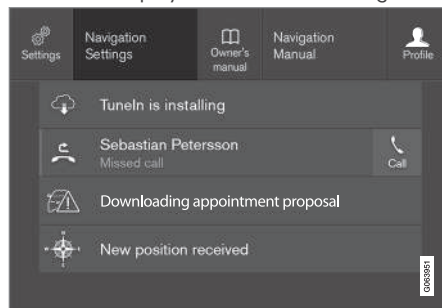 Settings
Navigation
Settings
Owner's
manual
Navigation
Manual
Profile
TuneIn is installing
Sebastian Petersson
Missed call
Call
Downloading appointment proposal
New position received
G063951